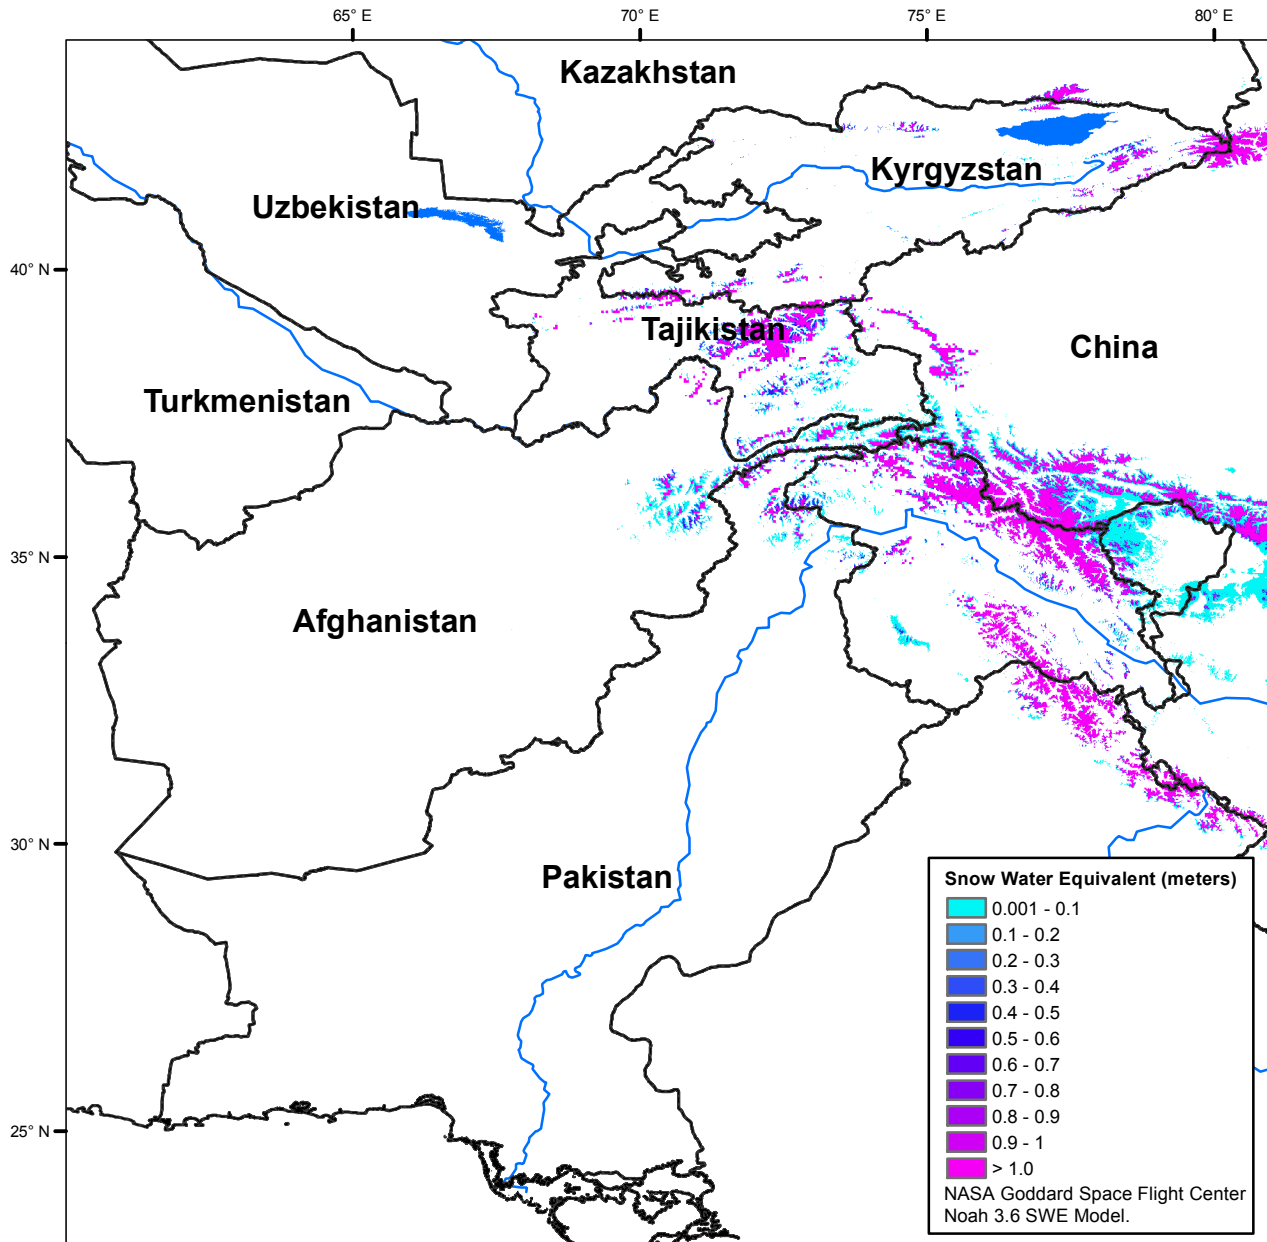 65° E
70° E
75° E
80° E
Kazakhstan
Kyrgyzstan
Uzbekistan
40° N
Tajikistan
China
Turkmenistan
35° N
Afghanistan
30° N
Pakistan
25° N
Snow Water Equivalent (meters)
0.001 - 0.1
0.1 - 0.2
0.2 - 0.3
0.3 - 0.4
0.4 - 0.5
0.5 - 0.6
0.6 - 0.7
0.7 - 0.8
0.8 - 0.9
0.9 - 1
> 1.0
NASA Goddard Space Flight Center
Noah 3.6 SWE Model.